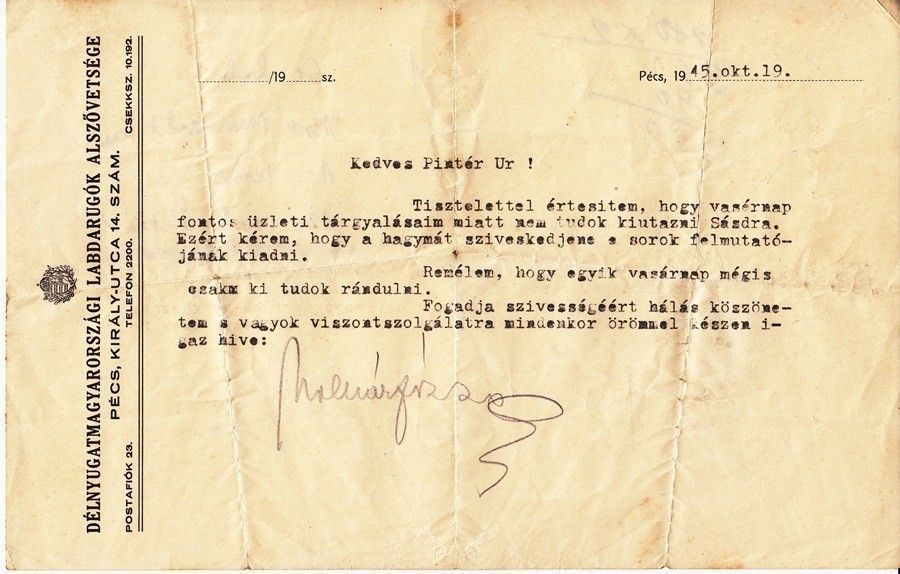 DÉLNYUGATMAGYARORSZÁGI LABDARUGÓK ALSZÖVETSÉGE
PÉCS, KIRÁLY-UTCA 14. SZÁM.
POSTAFIÓK 23. TELEFON 2200. CSEKKSZ. 10.192.
/19 sz.
Pécs, 1945.okt.19.
Kedves Pintér Ur !
Tisztelettel értesitem, hogy vasárnap
fontos üzleti tárgyalásaim miatt nem tudok kiutazni Sásdra.
Ezért kérem, hogy a hagymát sziveskedjene e sorok felmutató-
jának kiadni.
Remélem, hogy egyik vasárnap mégis
csakm ki tudok rándulni.
Fogadja szivességéért hálás köszöne-
tem s vagyok viszontszolgálatra mindenkor örömmel készen i-
gaz hive: